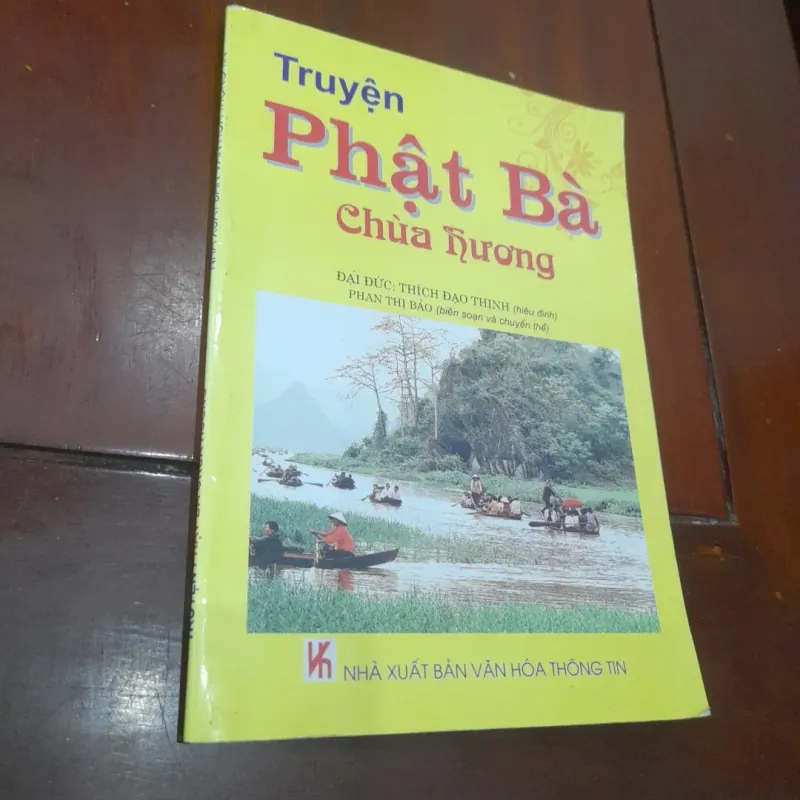 Truyện
Phật Bà
Chùa Hương
ĐẠI ĐỨC: THÍCH ĐẠO THỊNH (hiệu đính)
PHAN THỊ BẢO (biên soạn và chuyển thể)
NHÀ XUẤT BẢN VĂN HÓA THÔNG TIN